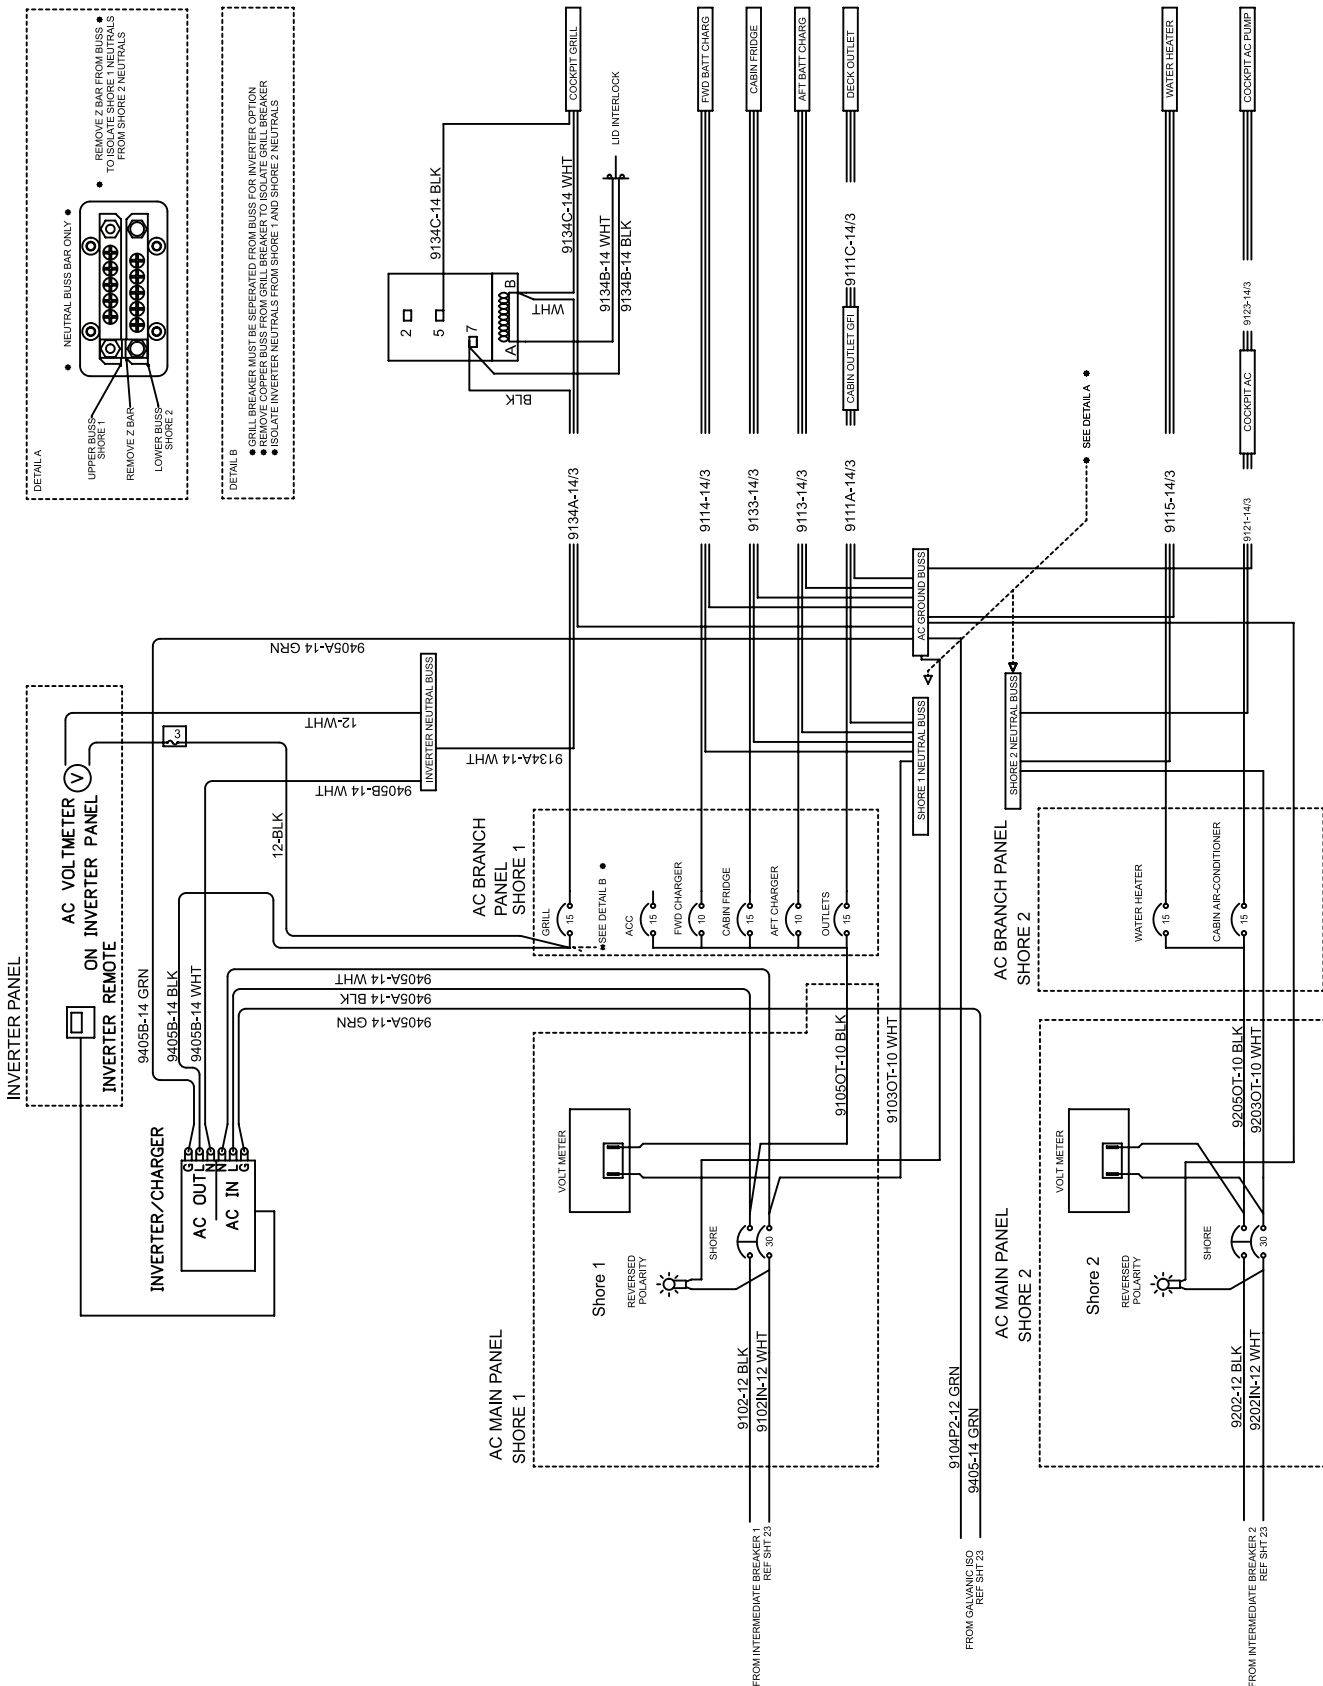 DETAIL A
NEUTRAL BUSS BAR ONLY
REMOVE Z BAR FROM BUSS
TO ISOLATE SHORE 1 NEUTRALS
FROM SHORE 2 NEUTRALS
UPPER BUSS
SHORE 1
REMOVE Z BAR
LOWER BUSS
SHORE 2
DETAIL B
GRILL BREAKER MUST BE SEPERATED FROM BUSS FOR INVERTER OPTION
REMOVE COPPER BUSS FROM GRILL BREAKER TO ISOLATE GRILL BREAKER
ISOLATE INVERTER NEUTRALS FROM SHORE 1 AND SHORE 2 NEUTRALS
COCKPIT GRILL
FWD BATT CHARG
CABIN FRIDGE
AFT BATT CHARG
DECK OUTLET
WATER HEATER
COCKPIT AC PUMP
LID INTERLOCK
9134C-14 BLK
9134C-14 WHT
9134B-14 WHT
9134B-14 BLK
2
5
7
A
B
WHT
BLK
9111C-14/3
CABIN OUTLET GFI
9123-14/3
COCKPIT AC
SEE DETAIL A
9134A-14/3
9114-14/3
9133-14/3
9113-14/3
9111A-14/3
9115-14/3
9121-14/3
AC GROUND BUSS
SHORE 1 NEUTRAL BUSS
SHORE 2 NEUTRAL BUSS
INVERTER NEUTRAL BUSS
9405A-14 GRN
12-WHT
9134A-14 WHT
9405B-14 WHT
12-BLK
3
INVERTER PANEL
AC VOLTMETER
ON INVERTER PANEL
V
INVERTER REMOTE
9405B-14 GRN
9405B-14 BLK
9405B-14 WHT
INVERTER/CHARGER
AC OUT
AC IN
G
L
N
N
L
G
9405A-14 WHT
9405A-14 BLK
9405A-14 GRN
AC BRANCH
PANEL
SHORE 1
GRILL
15
SEE DETAIL B
ACC
15
FWD CHARGER
10
CABIN FRIDGE
15
AFT CHARGER
10
OUTLETS
15
AC BRANCH PANEL
SHORE 2
WATER HEATER
15
CABIN AIR-CONDITIONER
15
9105OT-10 BLK
9103OT-10 WHT
9205OT-10 BLK
9203OT-10 WHT
AC MAIN PANEL
SHORE 1
VOLT METER
Shore 1
REVERSED
POLARITY
SHORE
30
9102-12 BLK
9102IN-12 WHT
AC MAIN PANEL
SHORE 2
VOLT METER
Shore 2
REVERSED
POLARITY
SHORE
30
9202-12 BLK
9202IN-12 WHT
9104P2-12 GRN
9405-14 GRN
FROM INTERMEDIATE BREAKER 1
REF SHT 23
FROM GALVANIC ISO
REF SHT 23
FROM INTERMEDIATE BREAKER 2
REF SHT 23